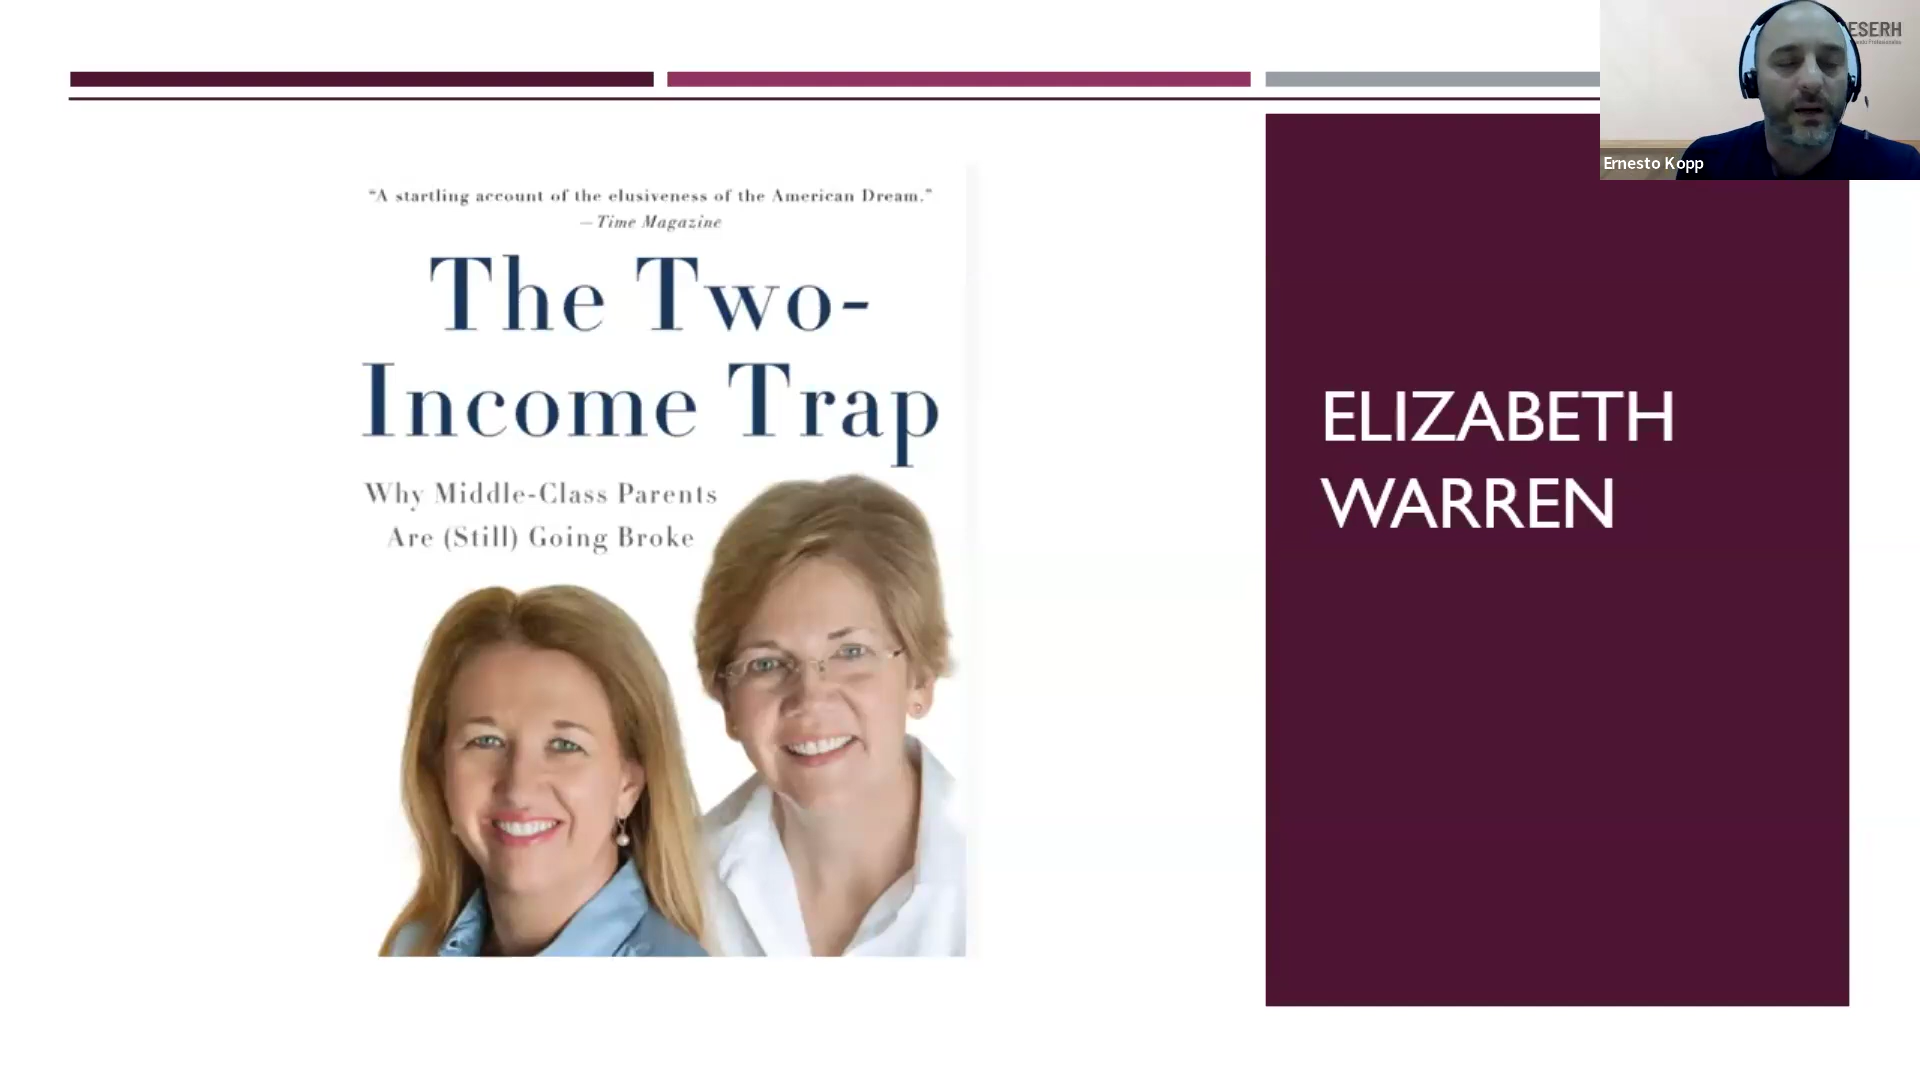 ESERH
Ernesto Kopp
“A startling account of the elusiveness of the American Dream.”
—Time Magazine
The Two-
Income Trap
Why Middle-Class Parents
Are (Still) Going Broke
ELIZABETH
WARREN